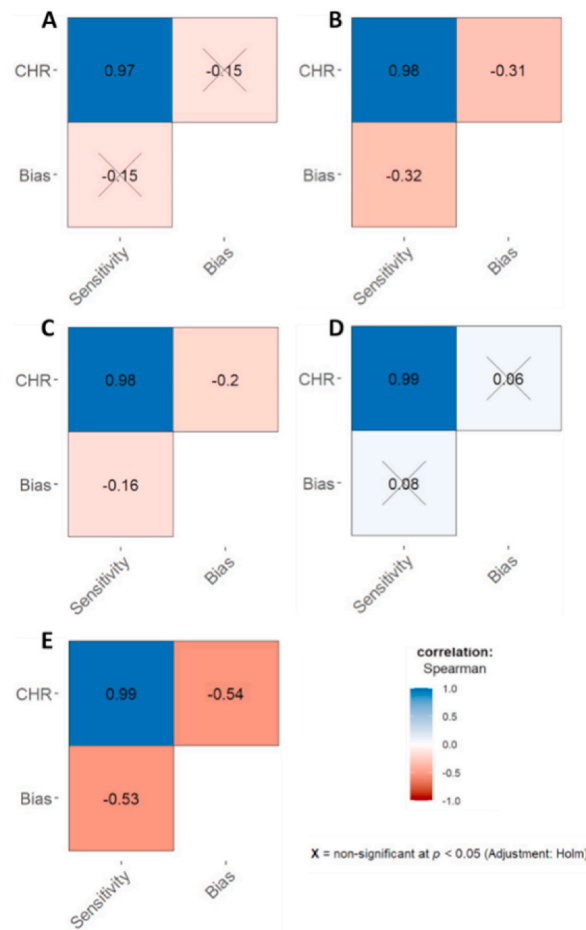 A
CHR-
0.97
-0.15
Bias-
-0.15
Sensitivity
Bias
B
CHR-
0.98
-0.31
Bias-
-0.32
Sensitivity
Bias
C
CHR-
0.98
-0.2
Bias-
-0.16
Sensitivity
Bias
D
CHR-
0.99
0.06
Bias-
0.08
Sensitivity
Bias
E
CHR-
0.99
-0.54
Bias-
-0.53
Sensitivity
Bias
correlation:
Spearman
1.0
0.5
0.0
-0.5
-1.0
X = non-significant at p < 0.05 (Adjustment: Holm)